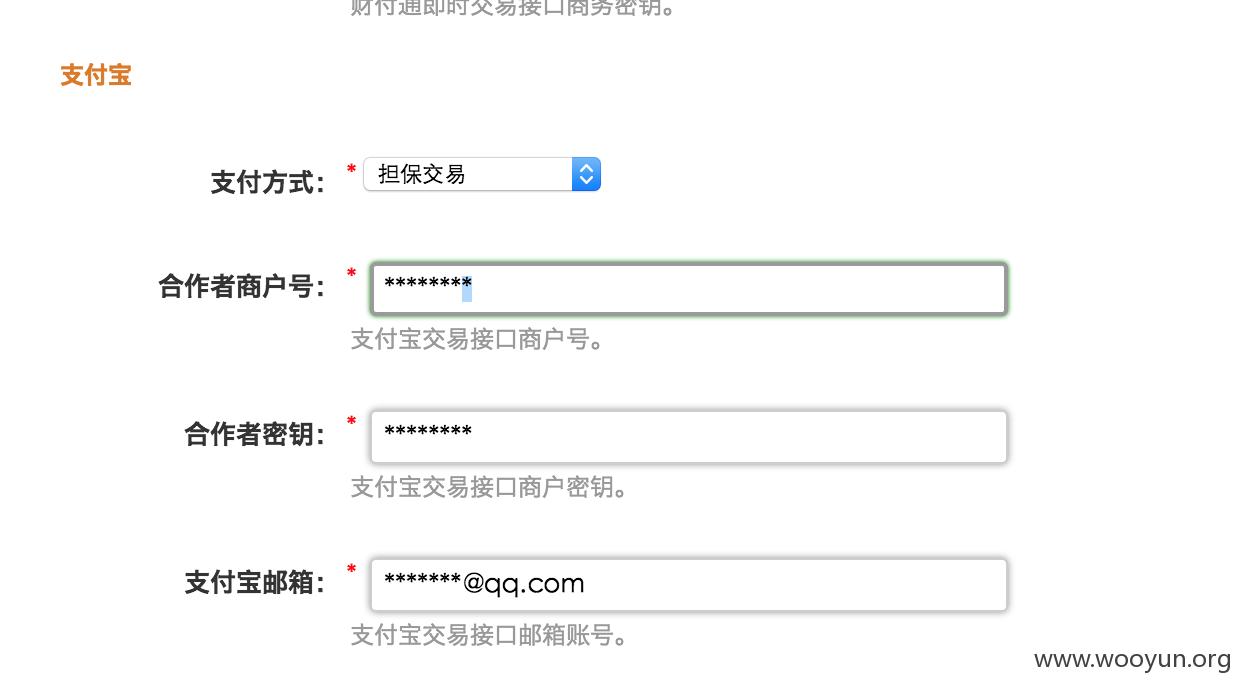 财付通即时交易接口商务密钥。
支付宝
支付方式： * 担保交易
合作者商户号： * ********
支付宝交易接口商户号。
合作者密钥： * ********
支付宝交易接口商户密钥。
支付宝邮箱： * *******@qq.com
支付宝交易接口邮箱账号。
www.wooyun.org